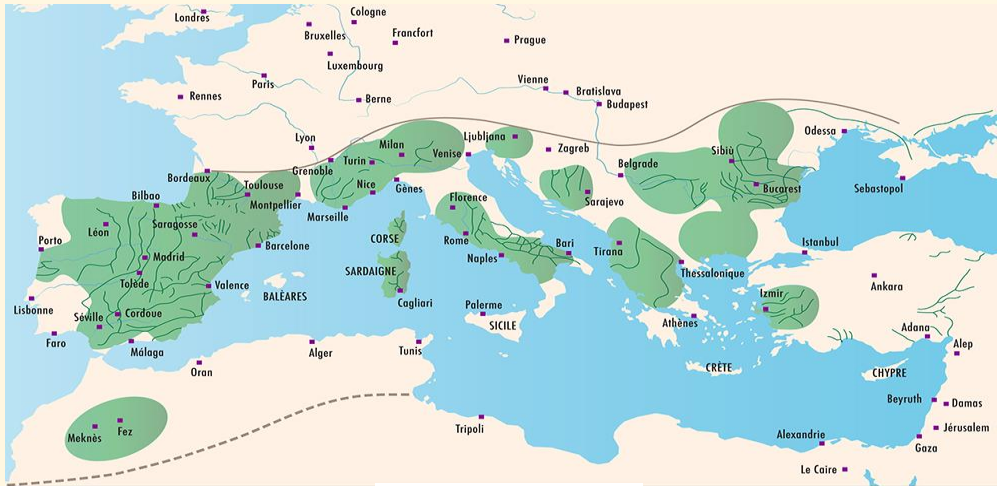 Londres
Cologne
Bruxelles
Francfort
Prague
Luxembourg
Paris
Vienne
Bratislava
Rennes
Berne
Budapest
Odessa
Lyon
Ljubljana
Milan
Turin
Venise
Zagreb
Sibiù
Grenoble
Belgrade
Bordeaux
Toulouse
Nice
Gênes
Bucarest
Sebastopol
Bilbao
Montpellier
Marseille
Florence
Sarajevo
Léon
Saragosse
Porto
CORSE
Rome
Bari
Tirana
Istanbul
Barcelone
Madrid
Naples
SARDAIGNE
Thessalonique
Tolède
Valence
BALÉARES
Ankara
Izmir
Lisbonne
Cagliari
Palerme
Séville
Cordoue
SICILE
Athènes
Adana
Faro
Málaga
Alger
Tunis
Alep
Oran
CRÈTE
CHYPRE
Beyruth
Damas
Meknès
Fez
Tripoli
Alexandrie
Jérusalem
Gaza
Le Caire